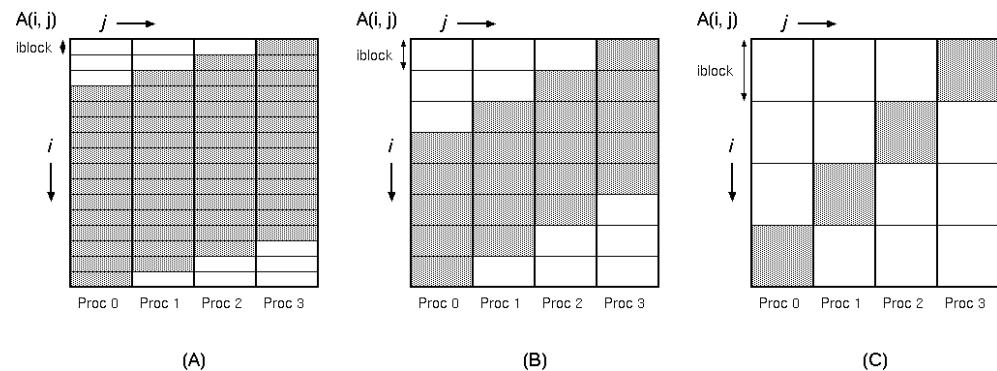 A(i, j)
j
iblock
i
Proc 0 Proc 1 Proc 2 Proc 3
(A)
A(i, j)
j
iblock
i
Proc 0 Proc 1 Proc 2 Proc 3
(B)
A(i, j)
j
iblock
i
Proc 0 Proc 1 Proc 2 Proc 3
(C)